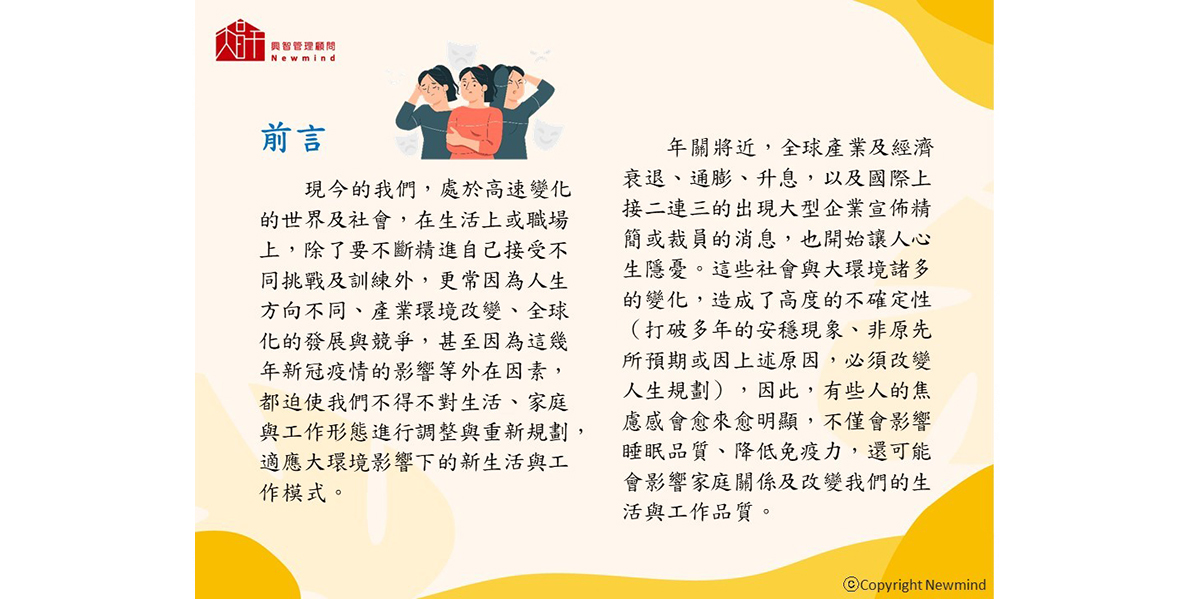 興智管理顧問
Newmind
前言
現今的我們，處於高速變化
的世界及社會，在生活上或職場
上，除了要不斷精進自己接受不
同挑戰及訓練外，更常因為人生
方向不同、產業環境改變、全球
化的發展與競爭，甚至因為這幾
年新冠疫情的影響等外在因素，
都迫使我們不得不對生活、家庭
與工作形態進行調整與重新規劃，
適應大環境影響下的新生活與工
作模式。
年關將近，全球產業及經濟
衰退、通膨、升息，以及國際上
接二連三的出現大型企業宣佈精
簡或裁員的消息，也開始讓人心
生隱憂。這些社會與大環境諸多
的變化，造成了高度的不確定性
（打破多年的安穩現象、非原先
所預期或因上述原因，必須改變
人生規劃），因此，有些人的焦
慮感會愈來愈明顯，不僅會影響
睡眠品質、降低免疫力，還可能
會影響家庭關係及改變我們的生
活與工作品質。
ⓒCopyright Newmind